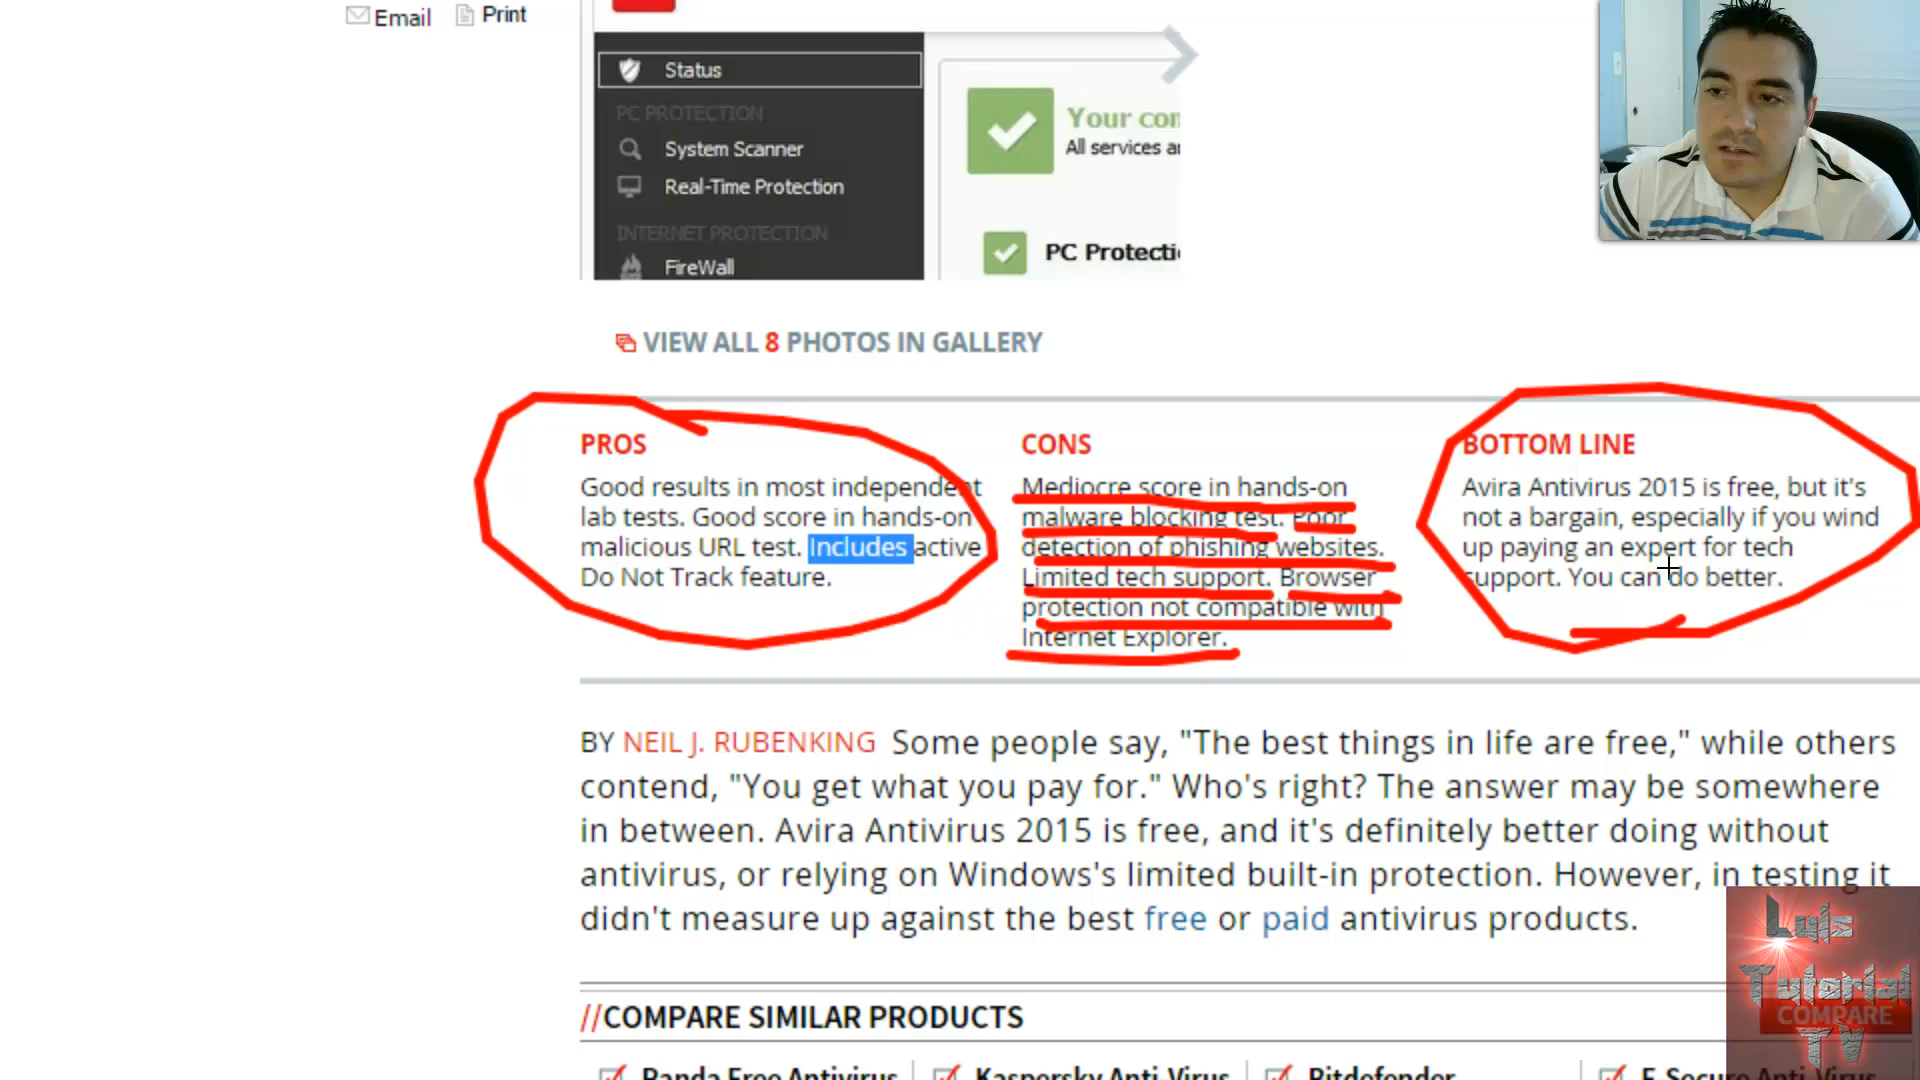 Email Print
Status
PC PROTECTION
System Scanner
Real-Time Protection
INTERNET PROTECTION
FireWall
Your con
All services a
PC Protecti
VIEW ALL 8 PHOTOS IN GALLERY
PROS
Good results in most independent
lab tests. Good score in hands-on
malicious URL test. Includes active
Do Not Track feature.
CONS
Mediocre score in hands-on
malware blocking test. Poor
detection of phishing websites.
Limited tech support. Browser
protection not compatible with
Internet Explorer.
BOTTOM LINE
Avira Antivirus 2015 is free, but it's
not a bargain, especially if you wind
up paying an expert for tech
support. You can do better.
BY NEIL J. RUBENKING Some people say, "The best things in life are free," while others
contend, "You get what you pay for." Who's right? The answer may be somewhere
in between. Avira Antivirus 2015 is free, and it's definitely better doing without
antivirus, or relying on Windows's limited built-in protection. However, in testing it
didn't measure up against the best free or paid antivirus products.
//COMPARE SIMILAR PRODUCTS
Luis
Tutorial
COMPARE
TV
Panda Free Antivirus Kaspersky Anti-Virus Bitdefender F-Secure Anti-Virus